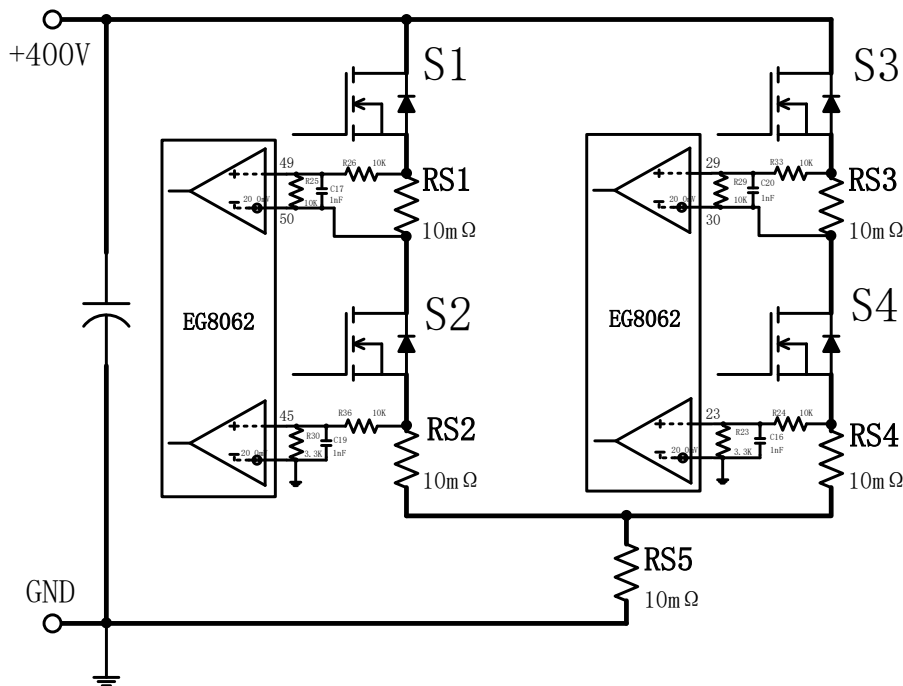 +400V
S1
S3
49
R26
10K
RS1
R25
C17
10K
1nF
50
10mΩ
29
R33
10K
RS3
R29
C20
10K
1nF
30
10mΩ
EG8062
S2
EG8062
S4
45
R36
10K
RS2
R30
C19
3.3K
1nF
10mΩ
23
R24
10K
RS4
R23
C16
3.3K
1nF
10mΩ
RS5
10mΩ
GND